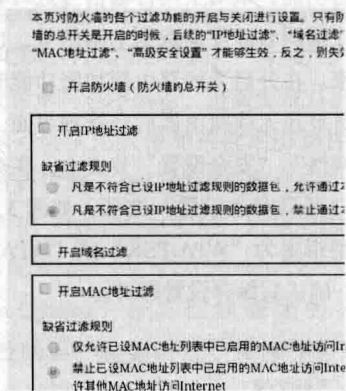 本页对防火墙的各个过滤功能的开启与关闭进行设置。只有防
墙的总开关是开启的时候，后续的“IP地址过滤”、“域名过滤”
“MAC地址过滤”、“高级安全设置” 才能够生效，反之，则失
开启防火墙（防火墙的总开关）
开启IP地址过滤
缺省过滤规则
凡是不符合已设IP地址过滤规则的数据包，允许通过
凡是不符合已设IP地址过滤规则的数据包，禁止通过
开启域名过滤
开启MAC地址过滤
缺省过滤规则
仅允许已设MAC地址列表中已启用的MAC地址访问I
禁止已设MAC地址列表中已启用的MAC地址访问Inte
许其他MAC地址访问Internet